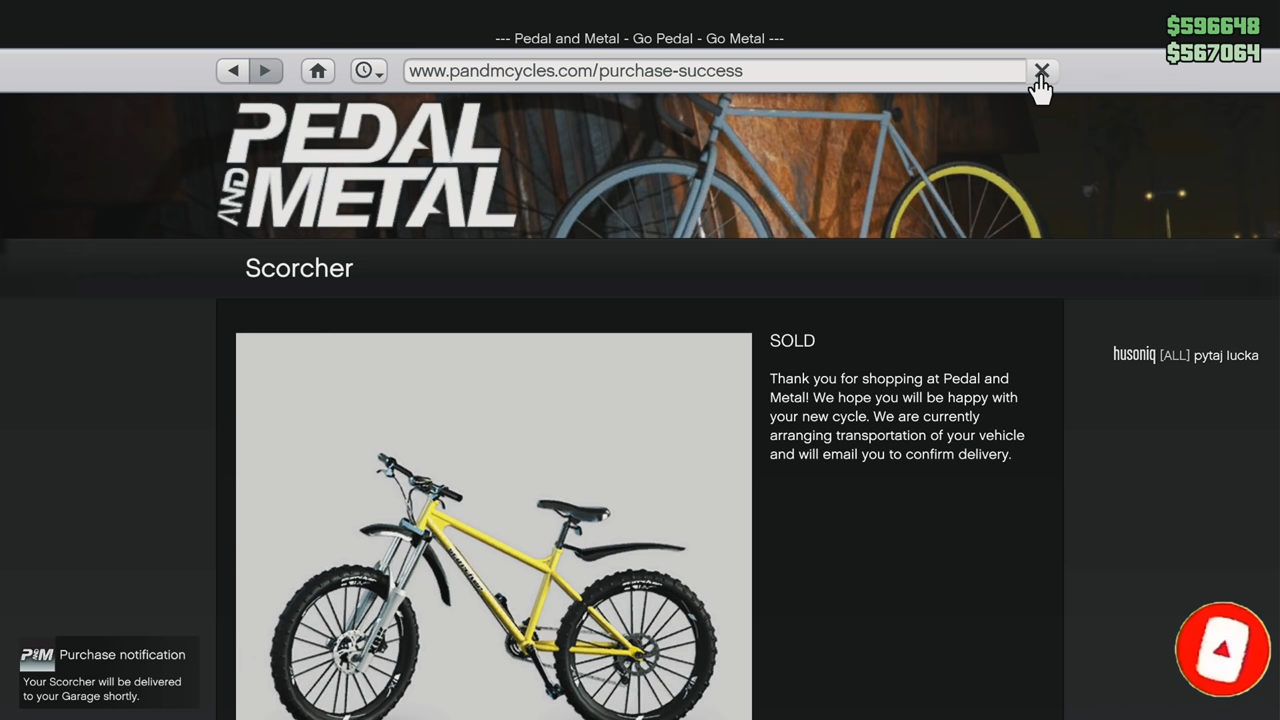 $596648
$567064
--- Pedal and Metal - Go Pedal - Go Metal ---
www.pandmcycles.com/purchase-success
PEDAL
AND METAL
Scorcher
SOLD
Thank you for shopping at Pedal and
Metal! We hope you will be happy with
your new cycle. We are currently
arranging transportation of your vehicle
and will email you to confirm delivery.
husoniq [ALL] pytaj lucka
P&M Purchase notification
Your Scorcher will be delivered
to your Garage shortly.